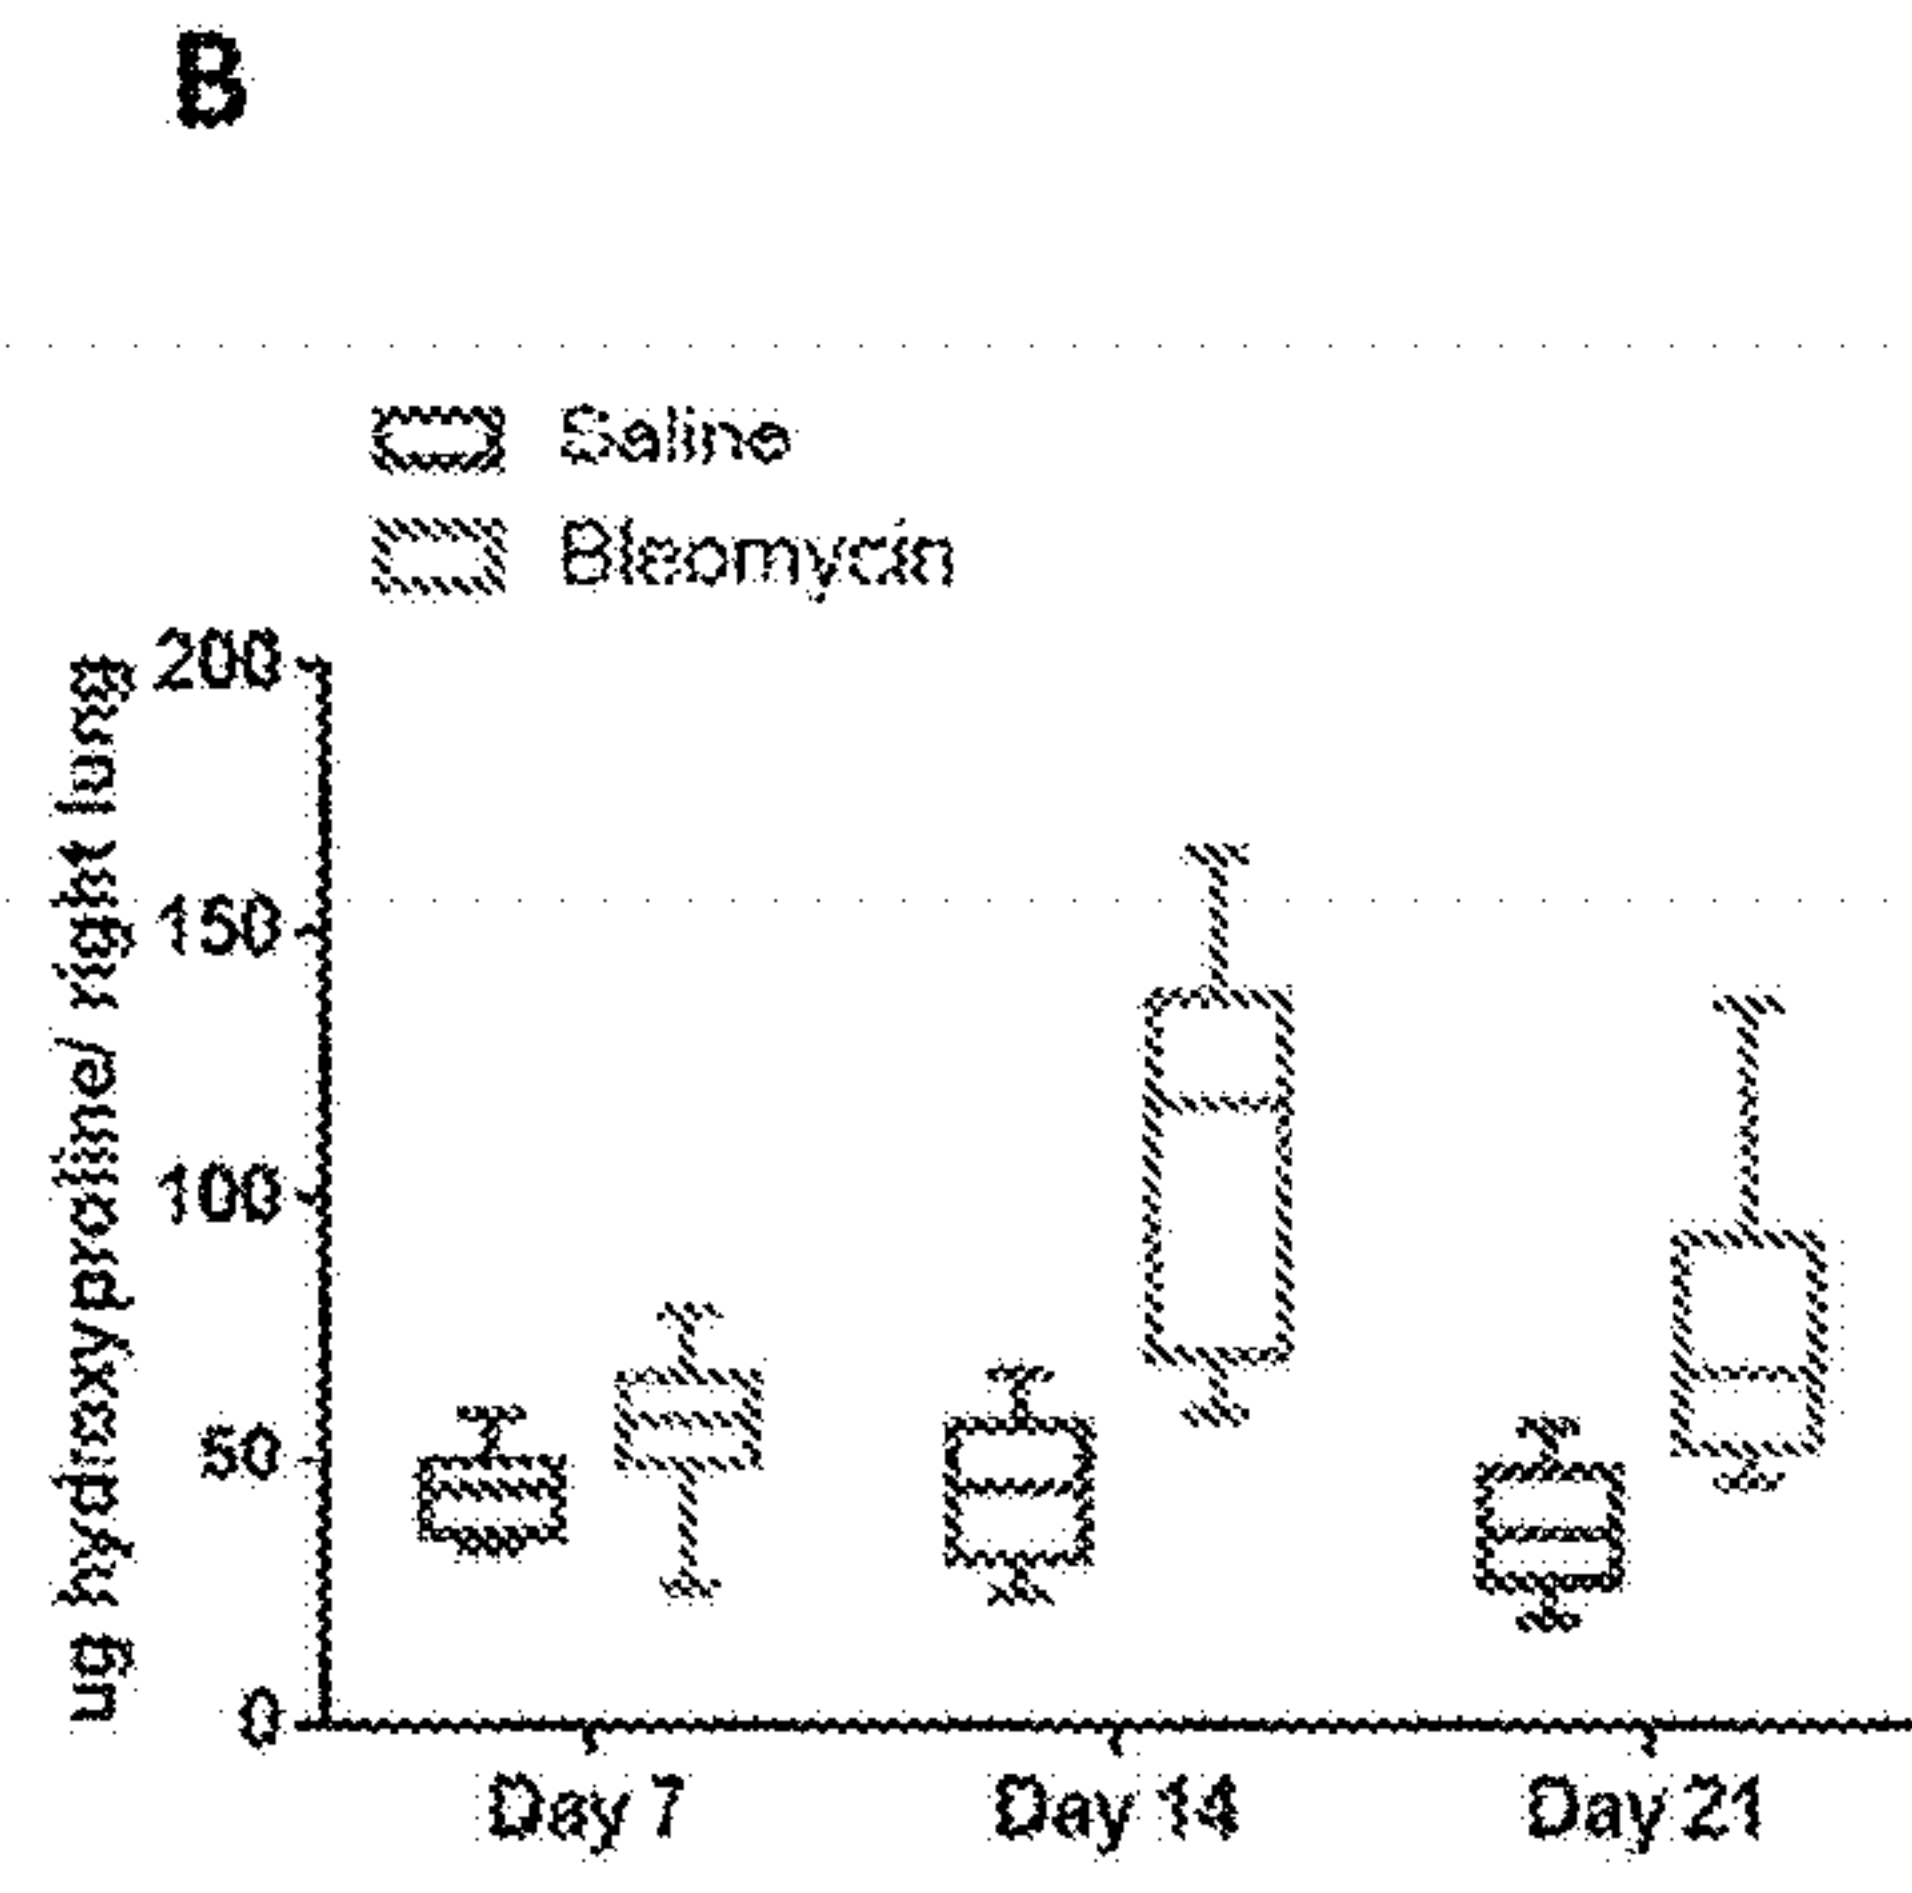 B
Saline
Bleomycin
ug hydroxyproline/ right lung
200
150
100
50
0
Day 7
Day 14
Day 21